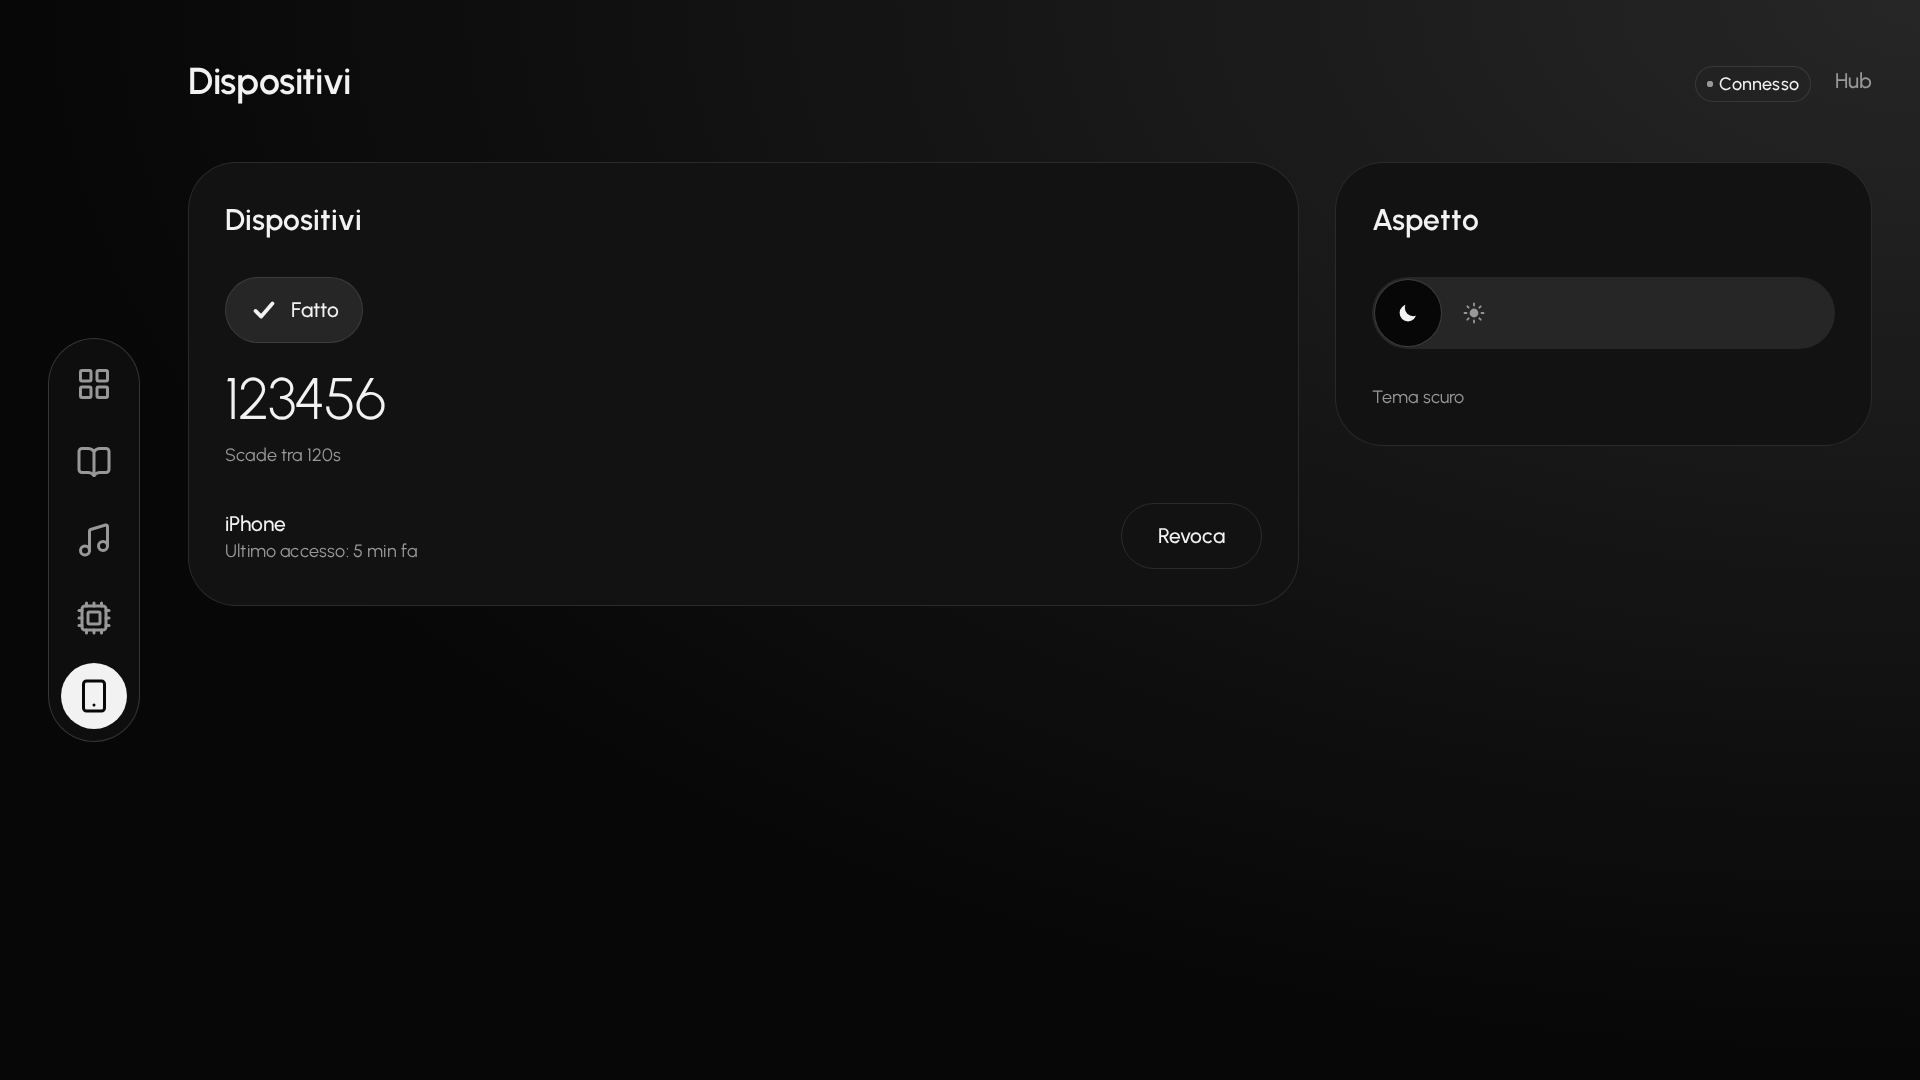 Dispositivi
Connesso
Hub
Dispositivi
Fatto
123456
Scade tra 120s
iPhone
Ultimo accesso: 5 min fa
Revoca
Aspetto
Tema scuro